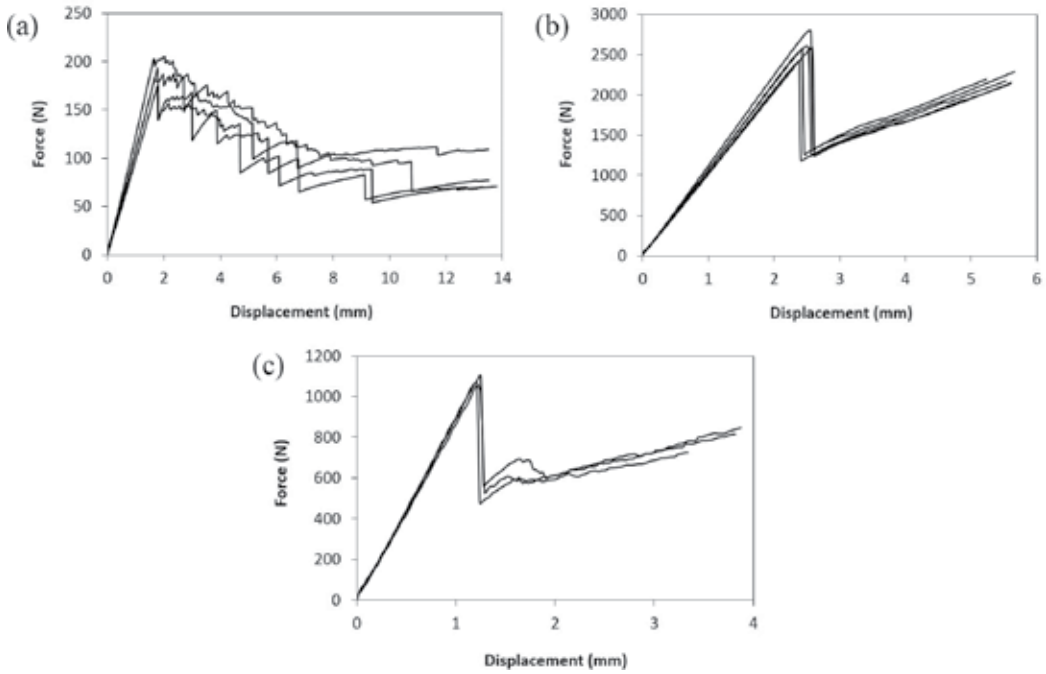 (a)
250
200
150
100
50
0
Force (N)
0 2 4 6 8 10 12 14
Displacement (mm)
(b)
3000
2500
2000
1500
1000
500
0
Force (N)
0 1 2 3 4 5 6
Displacement (mm)
(c)
1200
1000
800
600
400
200
0
Force (N)
0 1 2 3 4
Displacement (mm)